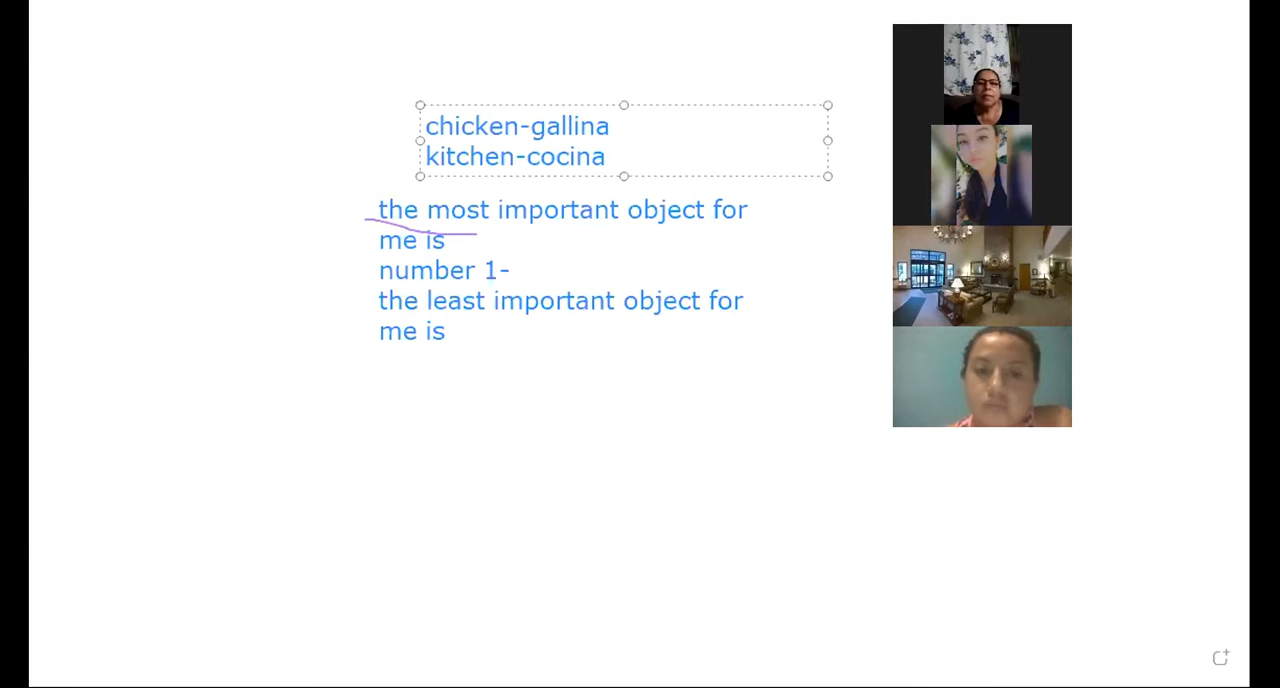 chicken-gallina
kitchen-cocina
the most important object for
me is
number 1-
the least important object for
me is